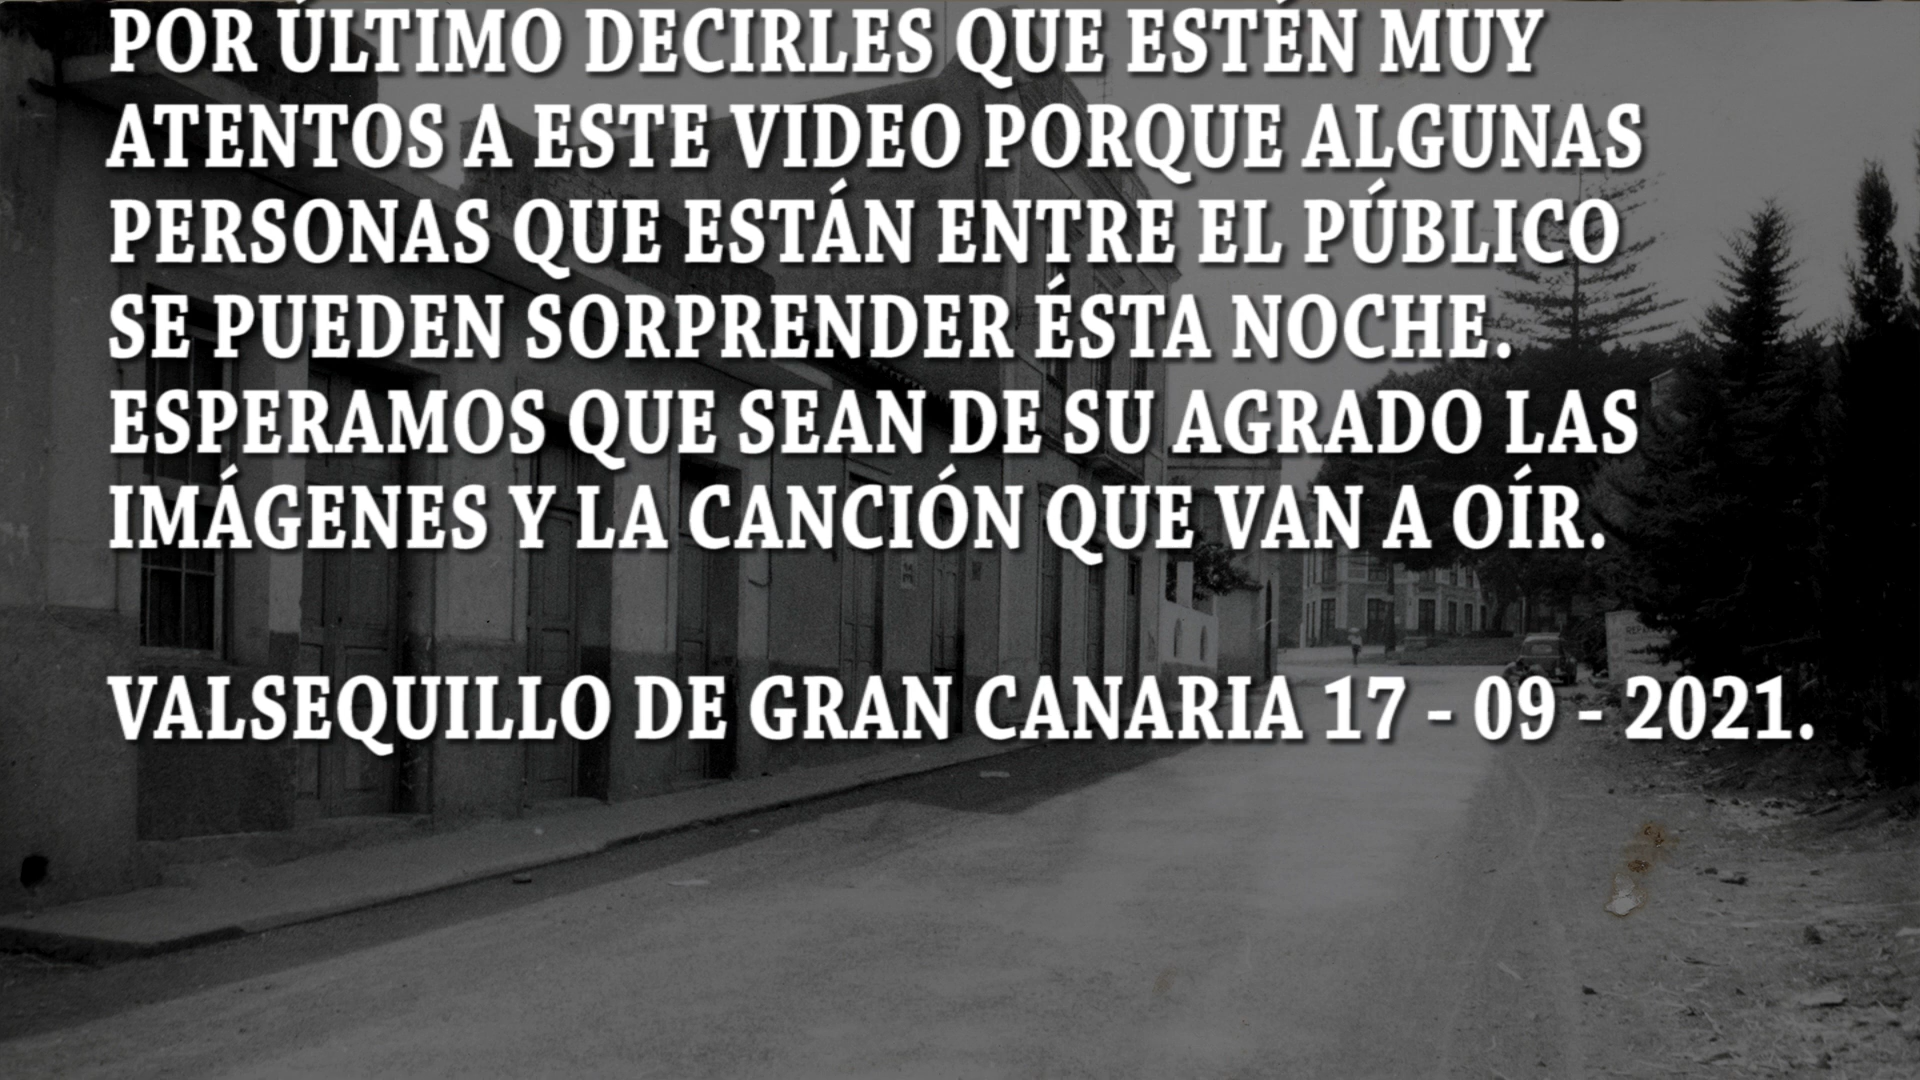 POR ÚLTIMO DECIRLES QUE ESTÉN MUY
ATENTOS A ESTE VIDEO PORQUE ALGUNAS
PERSONAS QUE ESTÁN ENTRE EL PÚBLICO
SE PUEDEN SORPRENDER ÉSTA NOCHE.
ESPERAMOS QUE SEAN DE SU AGRADO LAS
IMÁGENES Y LA CANCIÓN QUE VAN A OÍR.
VALSEQUILLO DE GRAN CANARIA 17 - 09 - 2021.